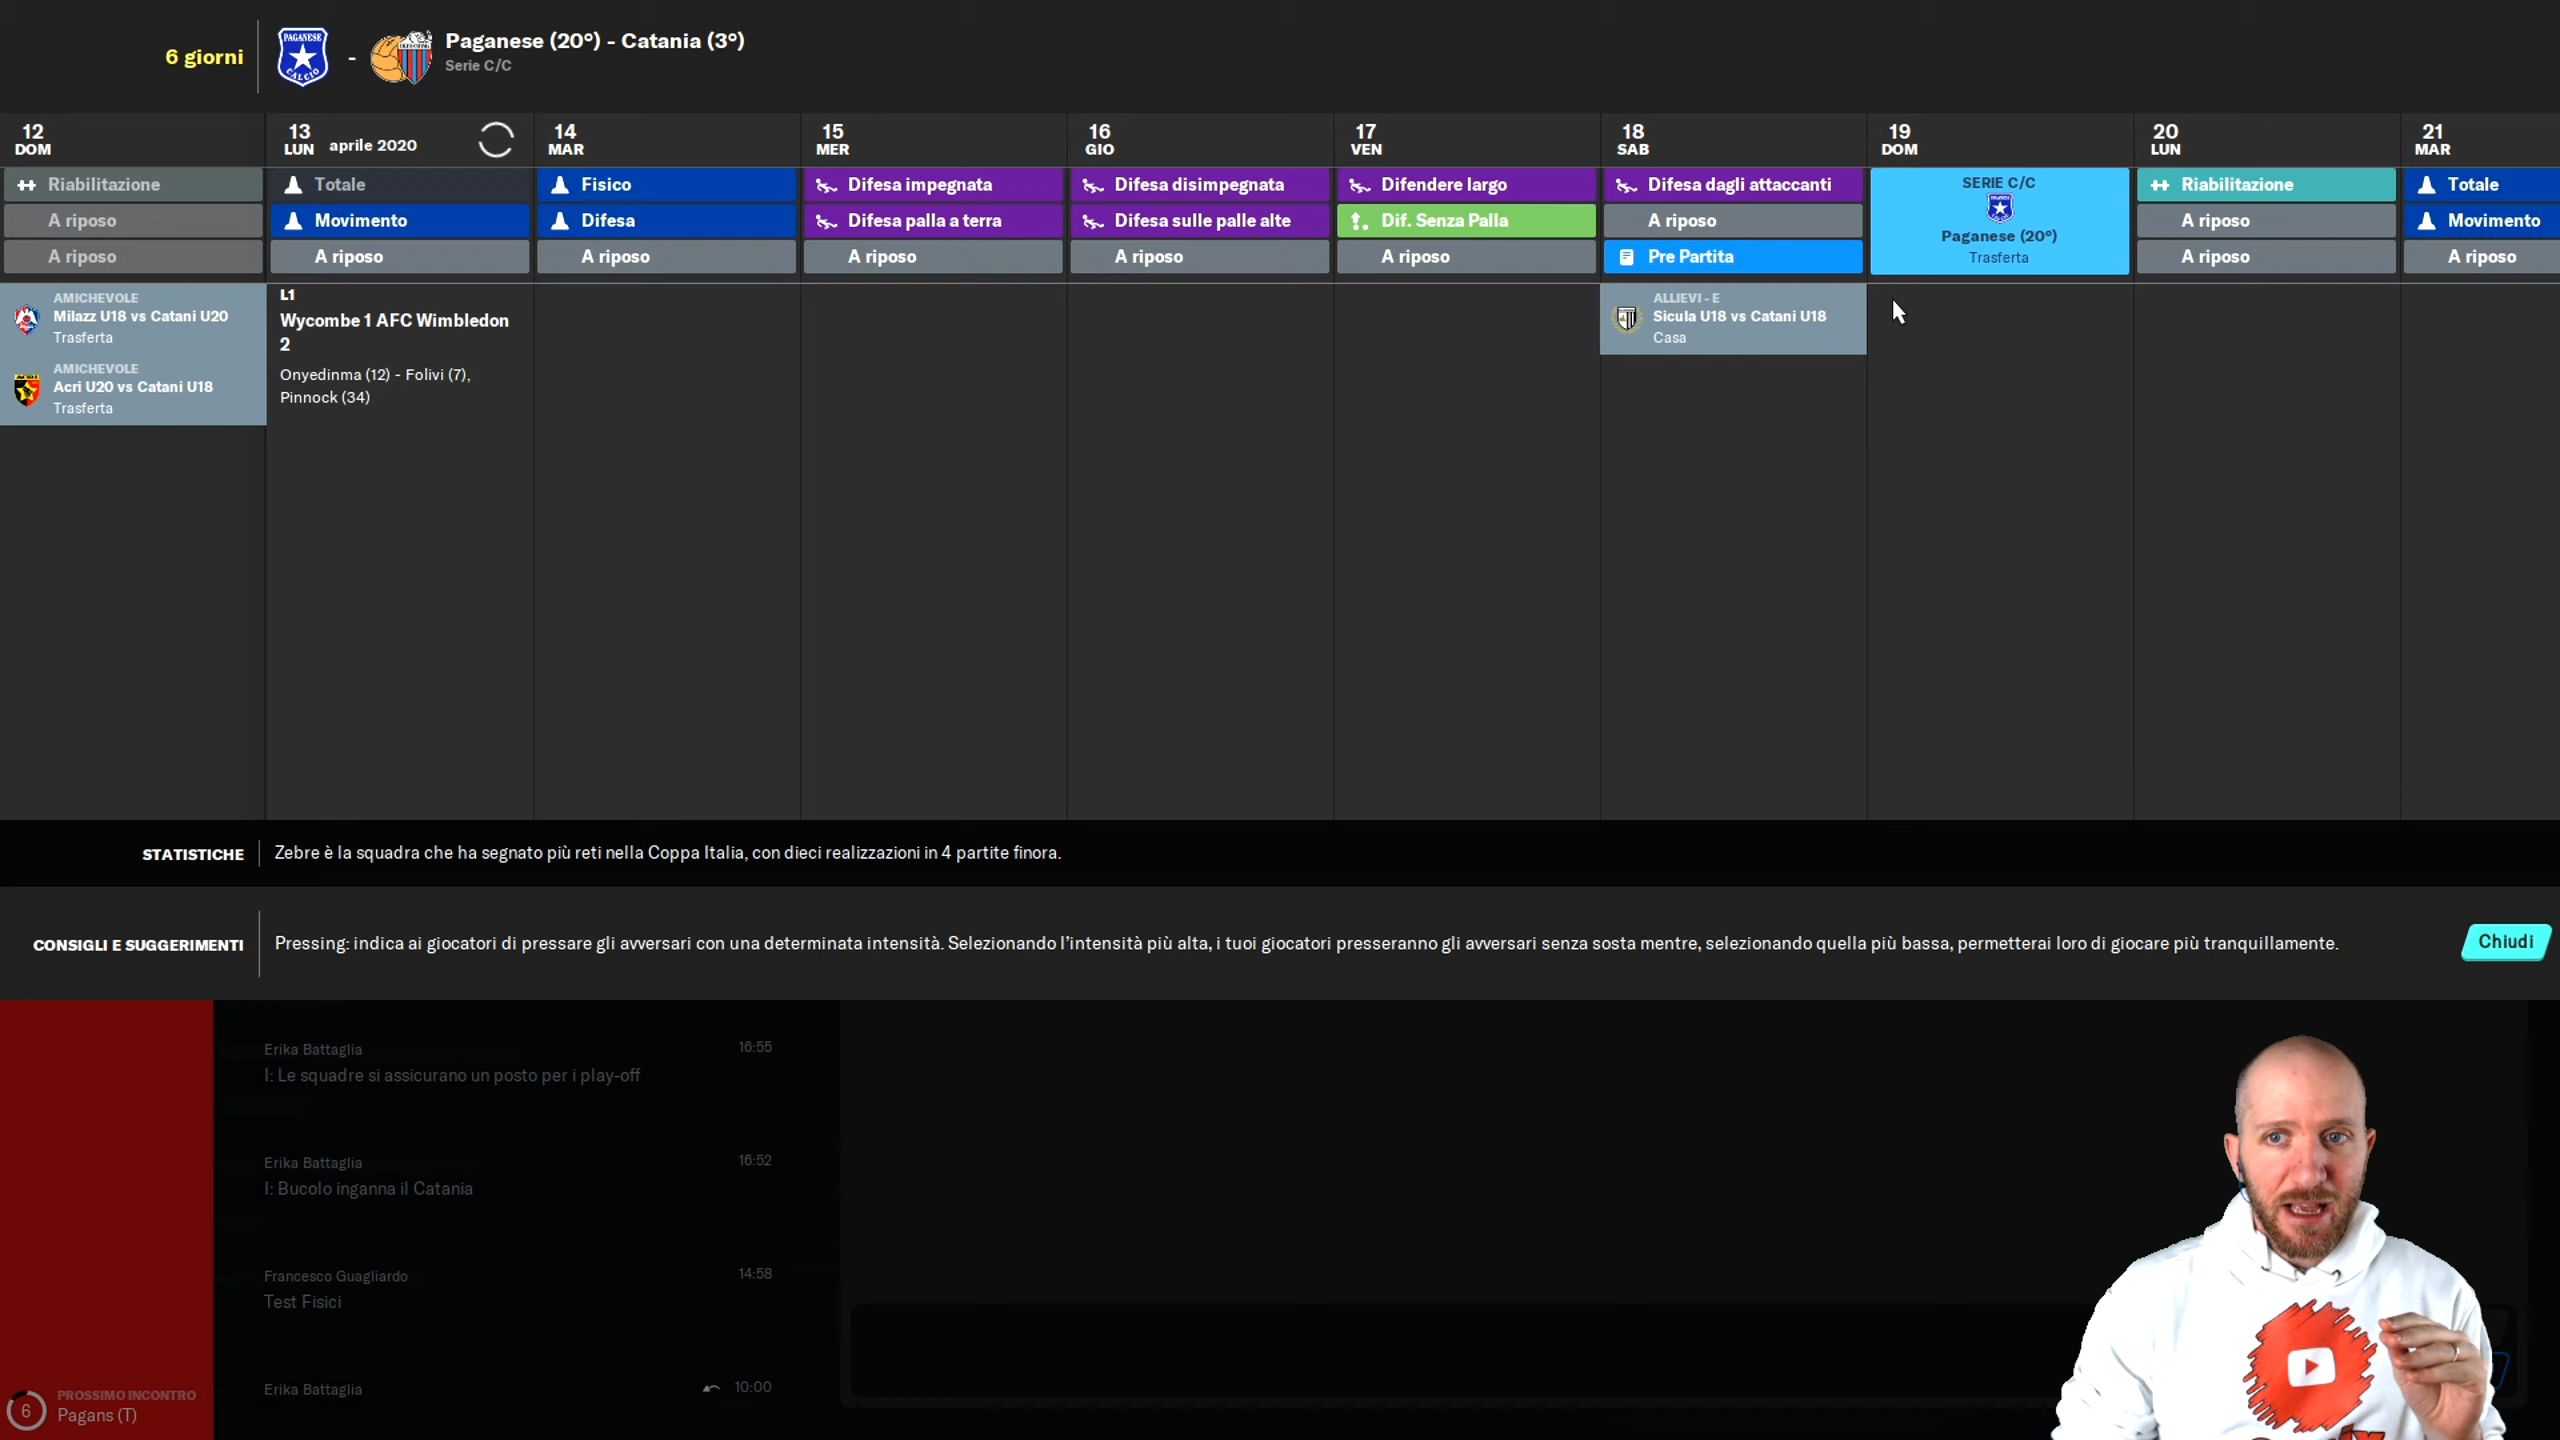 6 giorni
PAGANESE
CALCIO
-
Paganese (20°) - Catania (3°)
Serie C/C
12
DOM
13
LUN aprile 2020
14
MAR
15
MER
16
GIO
17
VEN
18
SAB
19
DOM
20
LUN
21
MAR
Riabilitazione
A riposo
A riposo
Totale
Movimento
A riposo
Fisico
Difesa
A riposo
Difesa impegnata
Difesa palla a terra
A riposo
Difesa disimpegnata
Difesa sulle palle alte
A riposo
Difendere largo
Dif. Senza Palla
A riposo
Difesa dagli attaccanti
A riposo
Pre Partita
SERIE C/C
Paganese (20°)
Trasferta
Riabilitazione
A riposo
A riposo
Totale
Movimento
A riposo
AMICHEVOLE
Milazz U18 vs Catani U20
Trasferta
AMICHEVOLE
Acri U20 vs Catani U18
Trasferta
L1
Wycombe 1 AFC Wimbledon
2
Onyedinma (12) - Folivi (7),
Pinnock (34)
ALLIEVI - E
Sicula U18 vs Catani U18
Casa
STATISTICHE
Zebre è la squadra che ha segnato più reti nella Coppa Italia, con dieci realizzazioni in 4 partite finora.
CONSIGLI E SUGGERIMENTI
Pressing: indica ai giocatori di pressare gli avversari con una determinata intensità. Selezionando l'intensità più alta, i tuoi giocatori presseranno gli avversari senza sosta mentre, selezionando quella più bassa, permetterai loro di giocare più tranquillamente.
Chiudi
Erika Battaglia 16:55
I: Le squadre si assicurano un posto per i play-off
Erika Battaglia 16:52
I: Bucolo inganna il Catania
Francesco Guagliardo 14:58
Test Fisici
Erika Battaglia 10:00
6
PROSSIMO INCONTRO
Pagans (T)